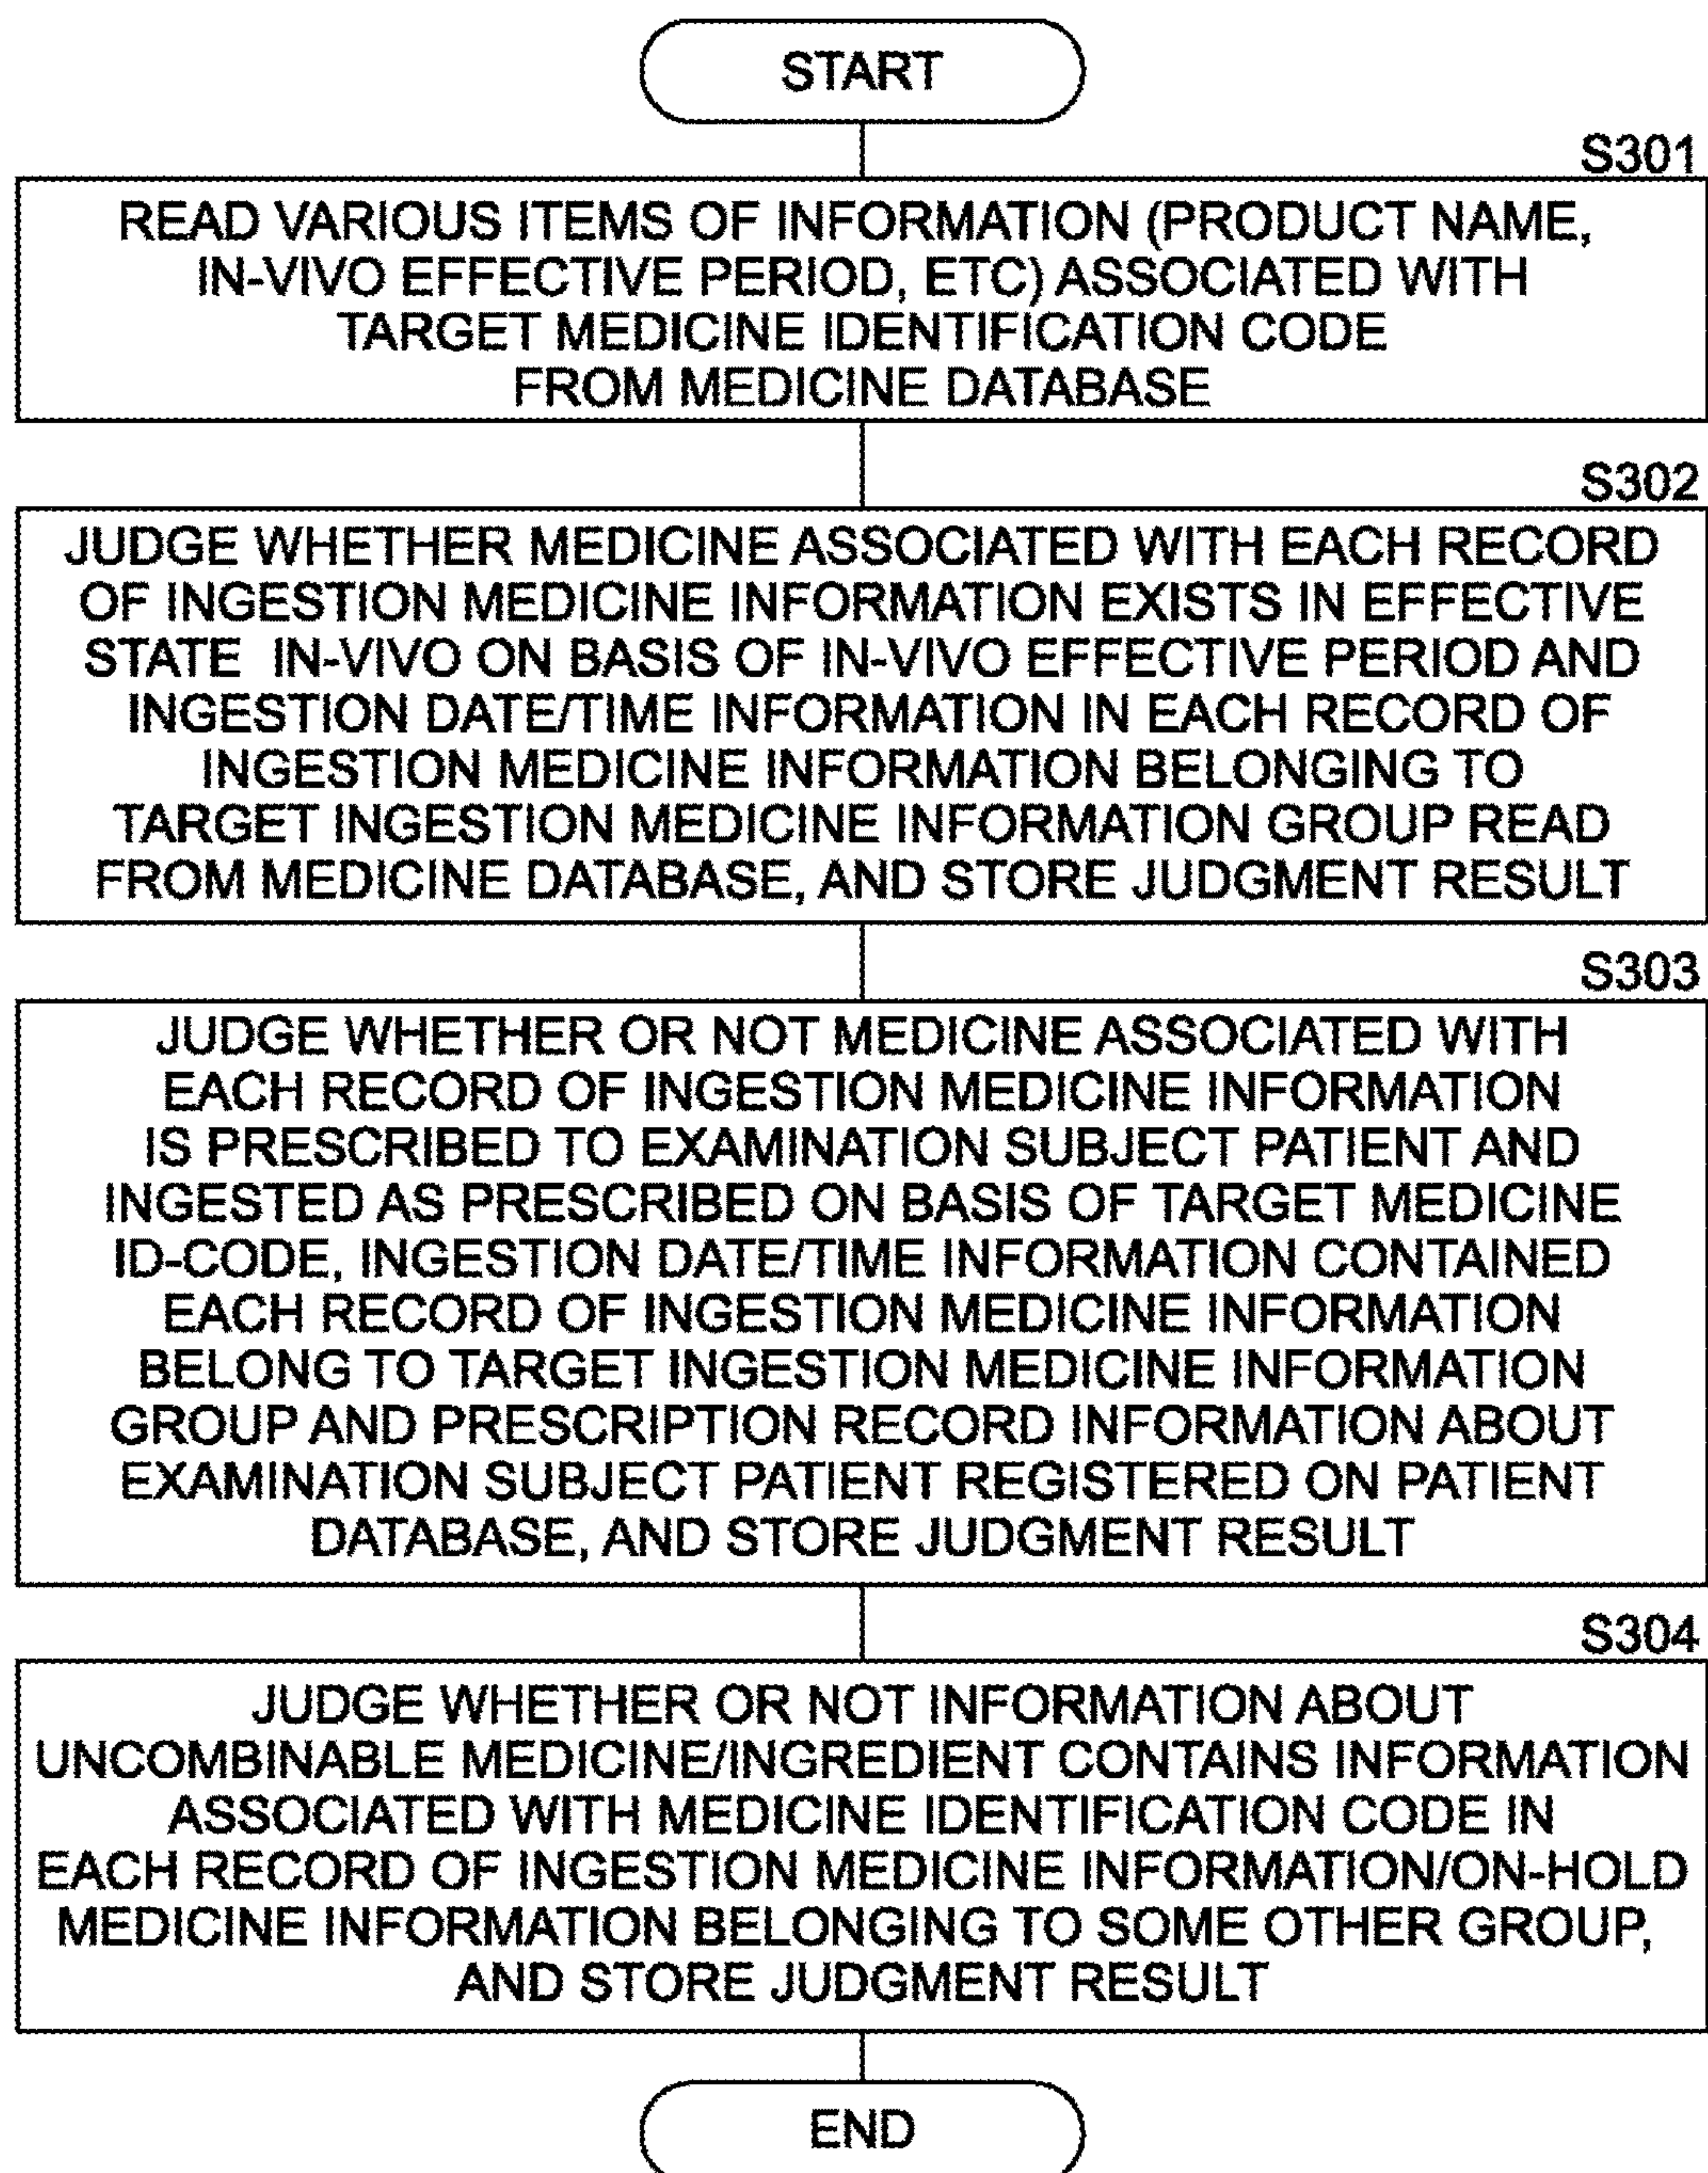 START
S301
READ VARIOUS ITEMS OF INFORMATION (PRODUCT NAME,
IN-VIVO EFFECTIVE PERIOD, ETC) ASSOCIATED WITH
TARGET MEDICINE IDENTIFICATION CODE
FROM MEDICINE DATABASE
S302
JUDGE WHETHER MEDICINE ASSOCIATED WITH EACH RECORD
OF INGESTION MEDICINE INFORMATION EXISTS IN EFFECTIVE
STATE IN-VIVO ON BASIS OF IN-VIVO EFFECTIVE PERIOD AND
INGESTION DATE/TIME INFORMATION IN EACH RECORD OF
INGESTION MEDICINE INFORMATION BELONGING TO
TARGET INGESTION MEDICINE INFORMATION GROUP READ
FROM MEDICINE DATABASE, AND STORE JUDGMENT RESULT
S303
JUDGE WHETHER OR NOT MEDICINE ASSOCIATED WITH
EACH RECORD OF INGESTION MEDICINE INFORMATION
IS PRESCRIBED TO EXAMINATION SUBJECT PATIENT AND
INGESTED AS PRESCRIBED ON BASIS OF TARGET MEDICINE
ID-CODE, INGESTION DATE/TIME INFORMATION CONTAINED
EACH RECORD OF INGESTION MEDICINE INFORMATION
BELONG TO TARGET INGESTION MEDICINE INFORMATION
GROUP AND PRESCRIPTION RECORD INFORMATION ABOUT
EXAMINATION SUBJECT PATIENT REGISTERED ON PATIENT
DATABASE, AND STORE JUDGMENT RESULT
S304
JUDGE WHETHER OR NOT INFORMATION ABOUT
UNCOMBINABLE MEDICINE/INGREDIENT CONTAINS INFORMATION
ASSOCIATED WITH MEDICINE IDENTIFICATION CODE IN
EACH RECORD OF INGESTION MEDICINE INFORMATION/ON-HOLD
MEDICINE INFORMATION BELONGING TO SOME OTHER GROUP,
AND STORE JUDGMENT RESULT
END